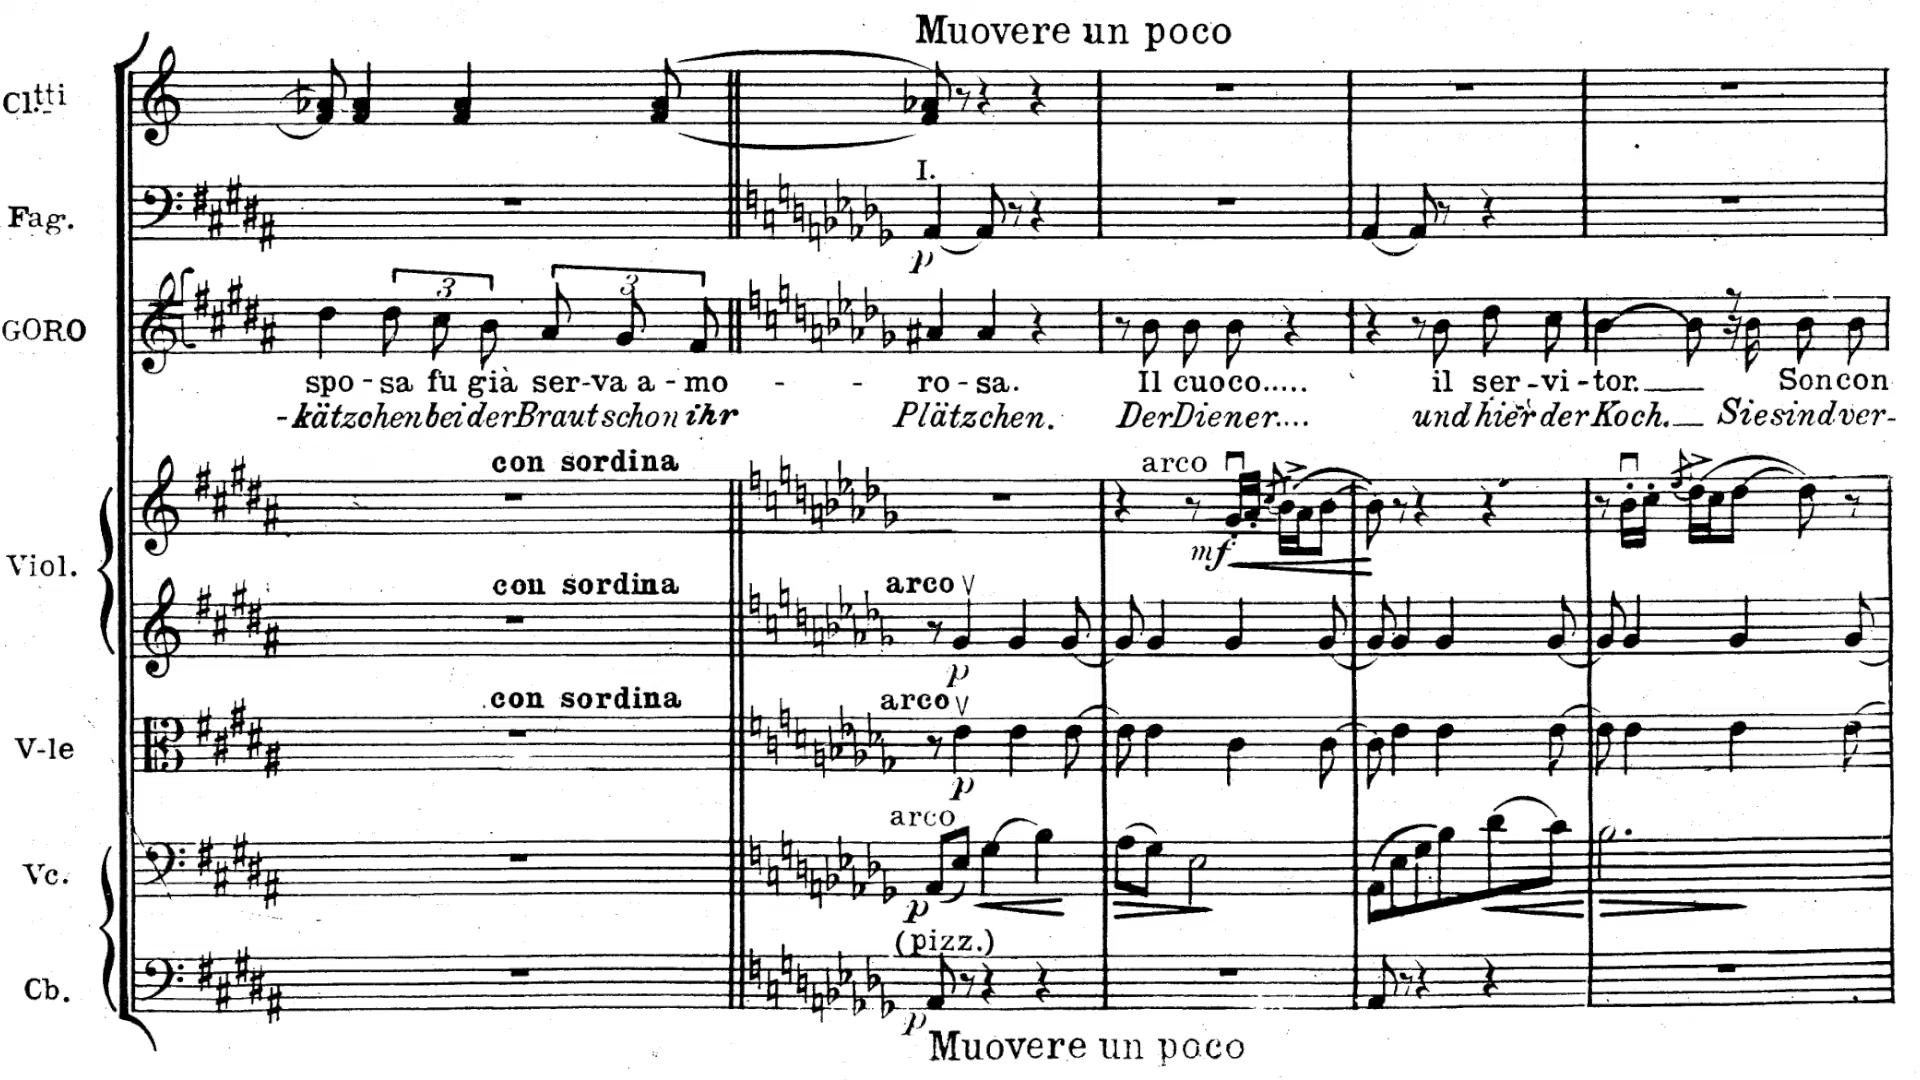 Muovere un poco
Cl.tti
I.
Fag.
p
3 3
GORO
spo - sa fu già ser-va a - mo - - ro - sa. Il cuoco..... il ser - vi - tor. Son con
-kätzchen bei der Braut schon ihr Plätzchen. Der Diener.... und hier der Koch. Sie sind ver-
con sordina arco
mf
Viol.
con sordina arco
p
con sordina arco
V-le
p
arco
Vc.
p
(pizz.)
Cb.
p
Muovere un poco